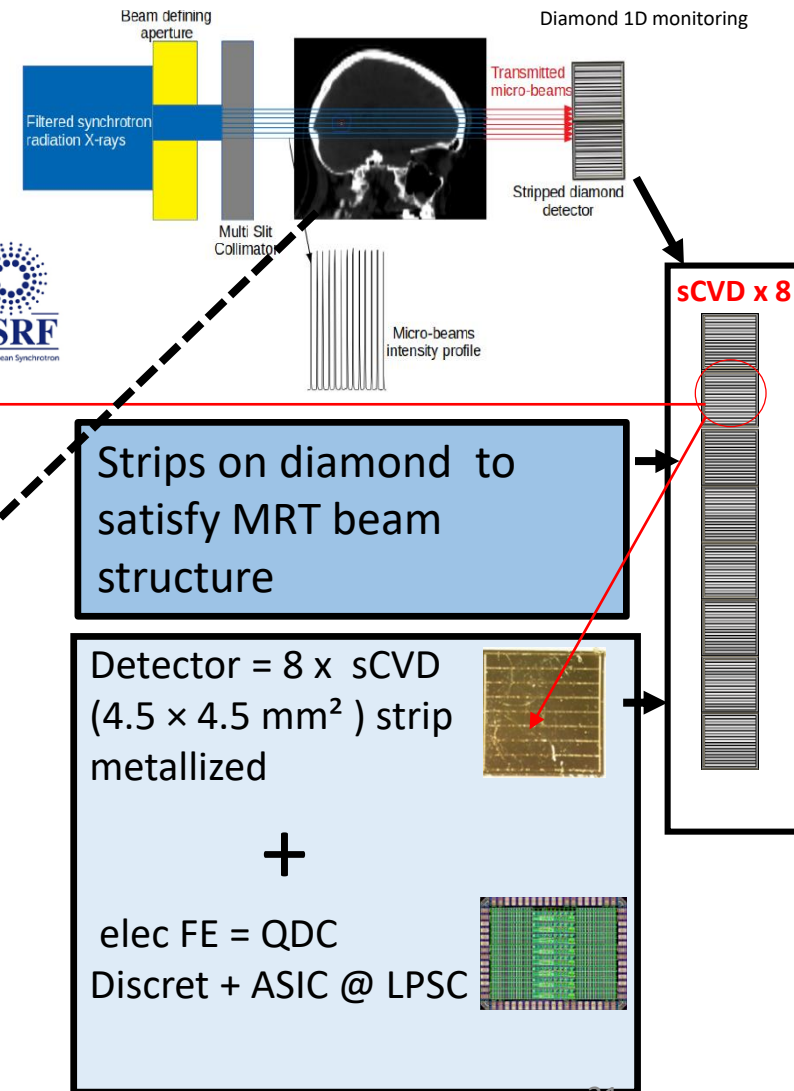 Beam defining
aperture
Diamond 1D monitoring
Filtered synchrotron
radiation X-rays
Transmitted
micro-beams
Stripped diamond
detector
Multi Slit
Collimator
SRF
ean Synchrotron
Micro-beams
intensity profile
sCVD x 8
Strips on diamond to
satisfy MRT beam
structure
Detector = 8 x sCVD
(4.5 × 4.5 mm² ) strip
metallized
+
elec FE = QDC
Discret + ASIC @ LPSC